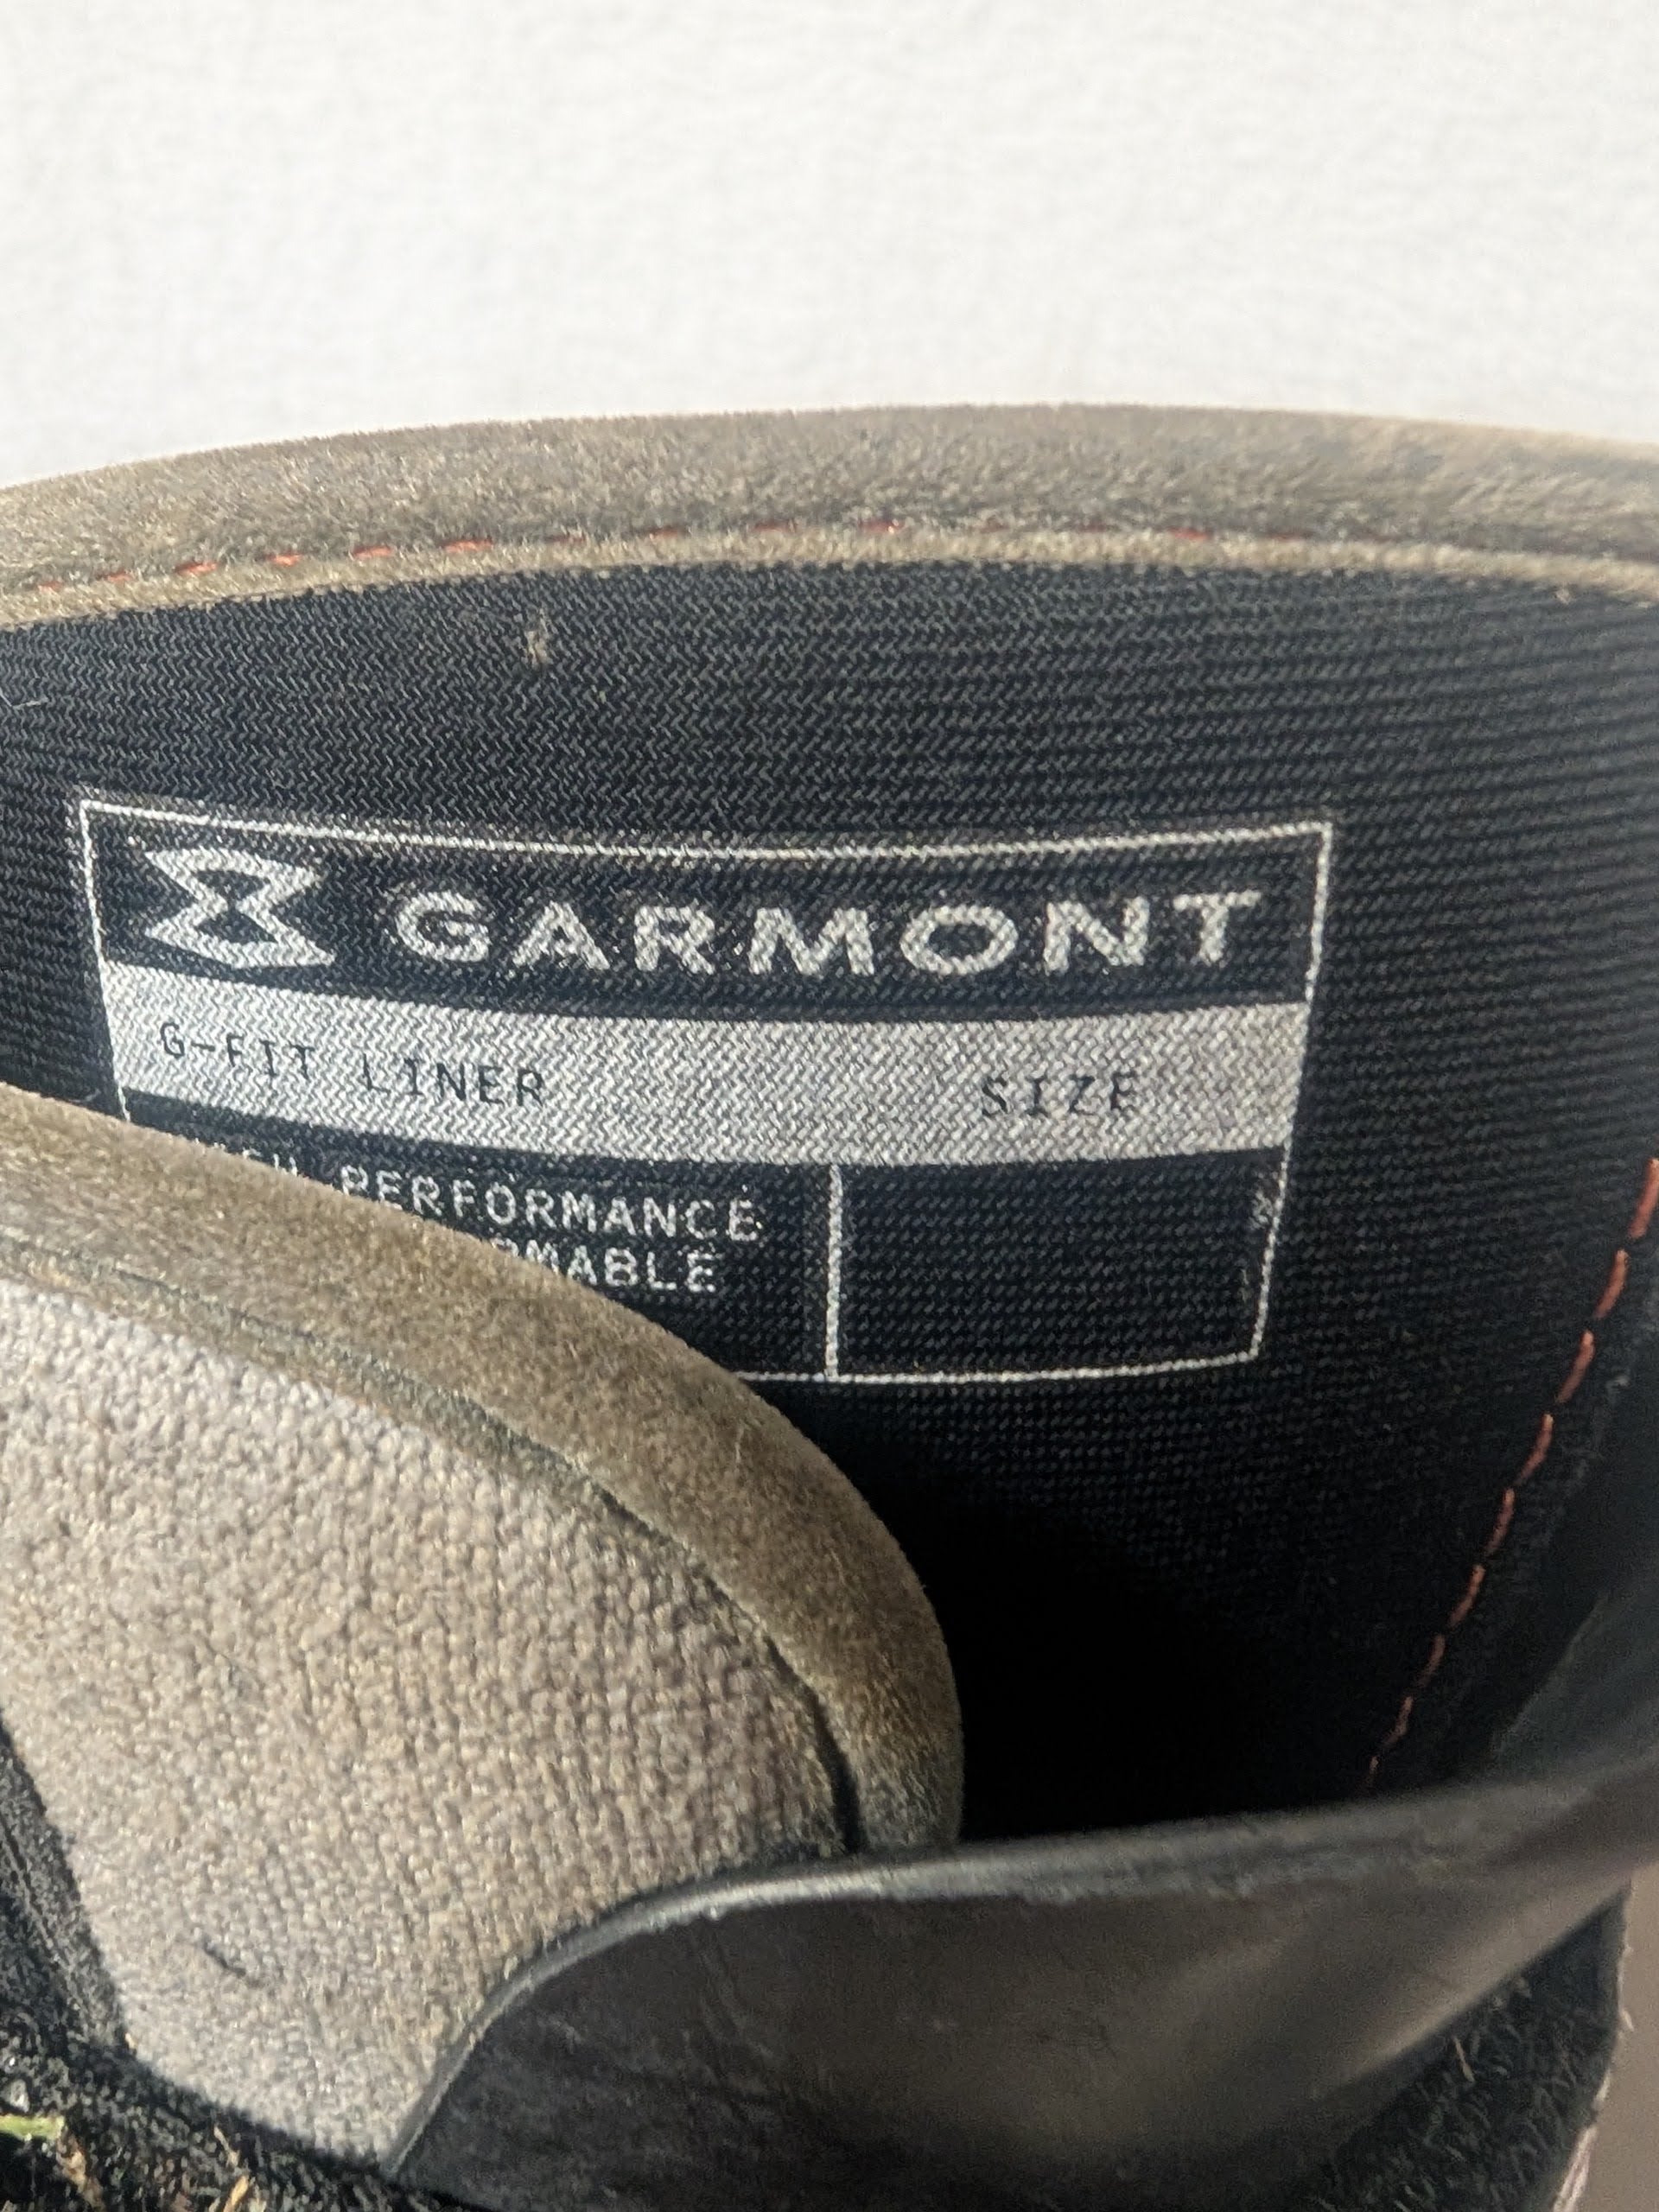 GARMONT
G-FIT LINER SIZE
PERFORMANCE